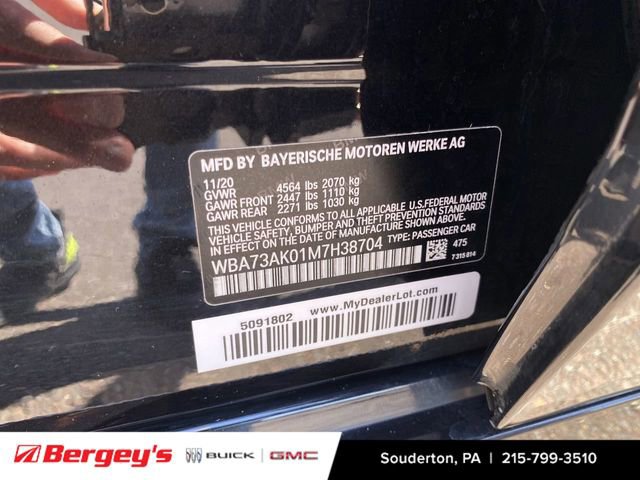 MFD BY BAYERISCHE MOTOREN WERKE AG
11/20
GVWR 4564 lbs 2070 kg
GAWR FRONT 2447 lbs 1110 kg
GAWR REAR 2271 lbs 1030 kg
THIS VEHICLE CONFORMS TO ALL APPLICABLE U.S.FEDERAL MOTOR
VEHICLE SAFETY, BUMPER, AND THEFT PREVENTION STANDARDS
IN EFFECT ON THE DATE OF MANUFACTURE SHOWN ABOVE.
WBA73AK01M7H38704 TYPE: PASSENGER CAR
475
7 315 814
5091802 www.MyDealerLot.com
Bergey's BUICK GMC Souderton, PA | 215-799-3510